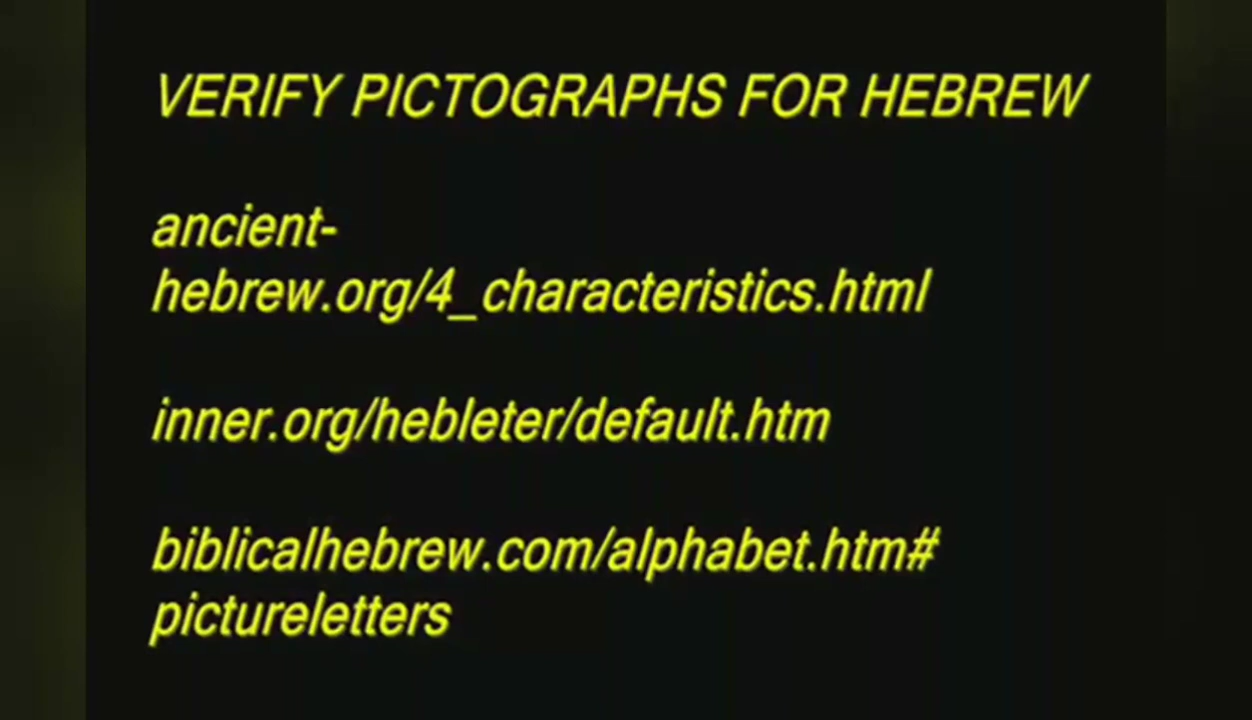 VERIFY PICTOGRAPHS FOR HEBREW
ancient-
hebrew.org/4_characteristics.html
inner.org/hebleter/default.htm
biblicalhebrew.com/alphabet.htm#
pictureletters